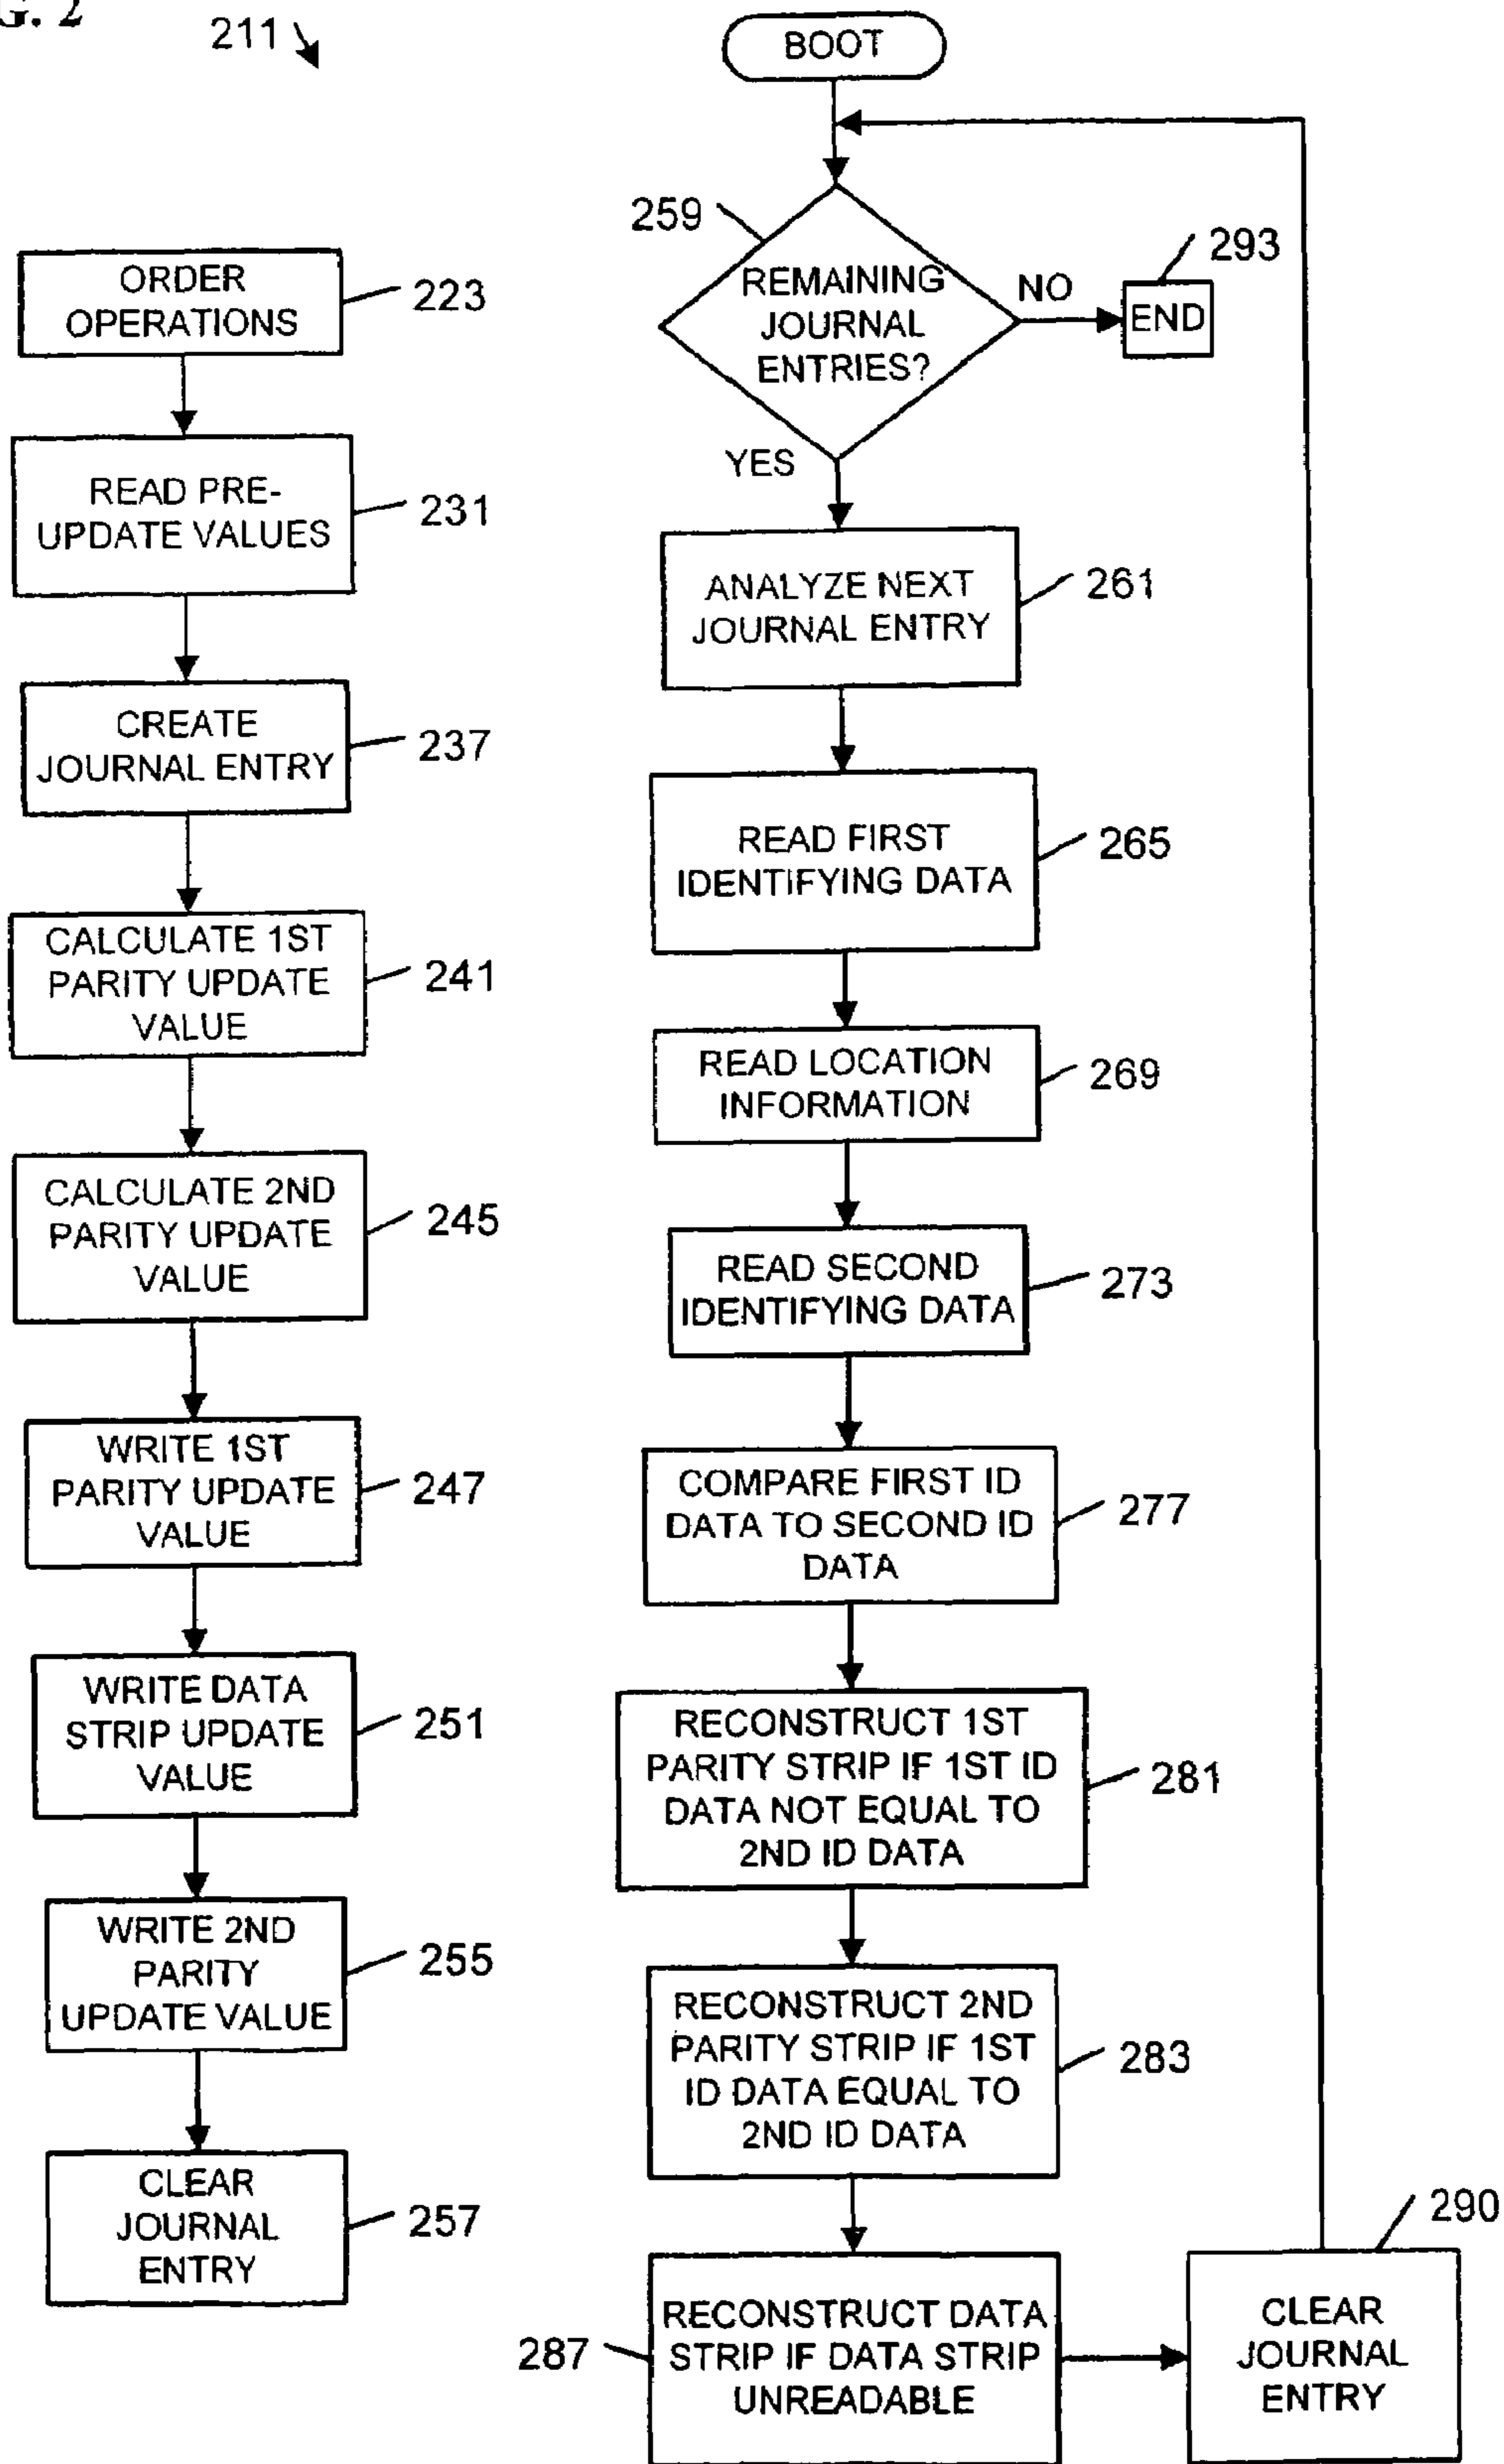 G. 2
211
ORDER
OPERATIONS
223
READ PRE-
UPDATE VALUES
231
CREATE
JOURNAL ENTRY
237
CALCULATE 1ST
PARITY UPDATE
VALUE
241
CALCULATE 2ND
PARITY UPDATE
VALUE
245
WRITE 1ST
PARITY UPDATE
VALUE
247
WRITE DATA
STRIP UPDATE
VALUE
251
WRITE 2ND
PARITY
UPDATE VALUE
255
CLEAR
JOURNAL
ENTRY
257
BOOT
259
REMAINING
JOURNAL
ENTRIES?
NO
293
END
YES
ANALYZE NEXT
JOURNAL ENTRY
261
READ FIRST
IDENTIFYING DATA
265
READ LOCATION
INFORMATION
269
READ SECOND
IDENTIFYING DATA
273
COMPARE FIRST ID
DATA TO SECOND ID
DATA
277
RECONSTRUCT 1ST
PARITY STRIP IF 1ST ID
DATA NOT EQUAL TO
2ND ID DATA
281
RECONSTRUCT 2ND
PARITY STRIP IF 1ST
ID DATA EQUAL TO
2ND ID DATA
283
RECONSTRUCT DATA
STRIP IF DATA STRIP
UNREADABLE
287
CLEAR
JOURNAL
ENTRY
290